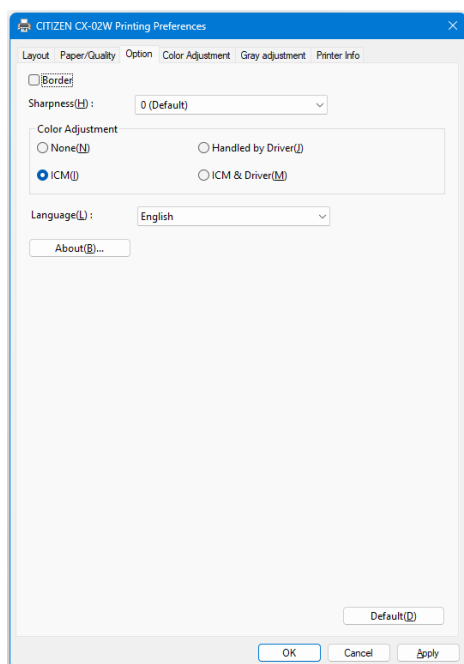 CITIZEN CX-02W Printing Preferences
Layout Paper/Quality Option Color Adjustment Gray adjustment Printer Info
Border
Sharpness(H) : 0 (Default)
Color Adjustment
None(N) Handled by Driver(J)
ICM(I) ICM & Driver(M)
Language(L) : English
About(B)...
Default(D)
OK Cancel Apply